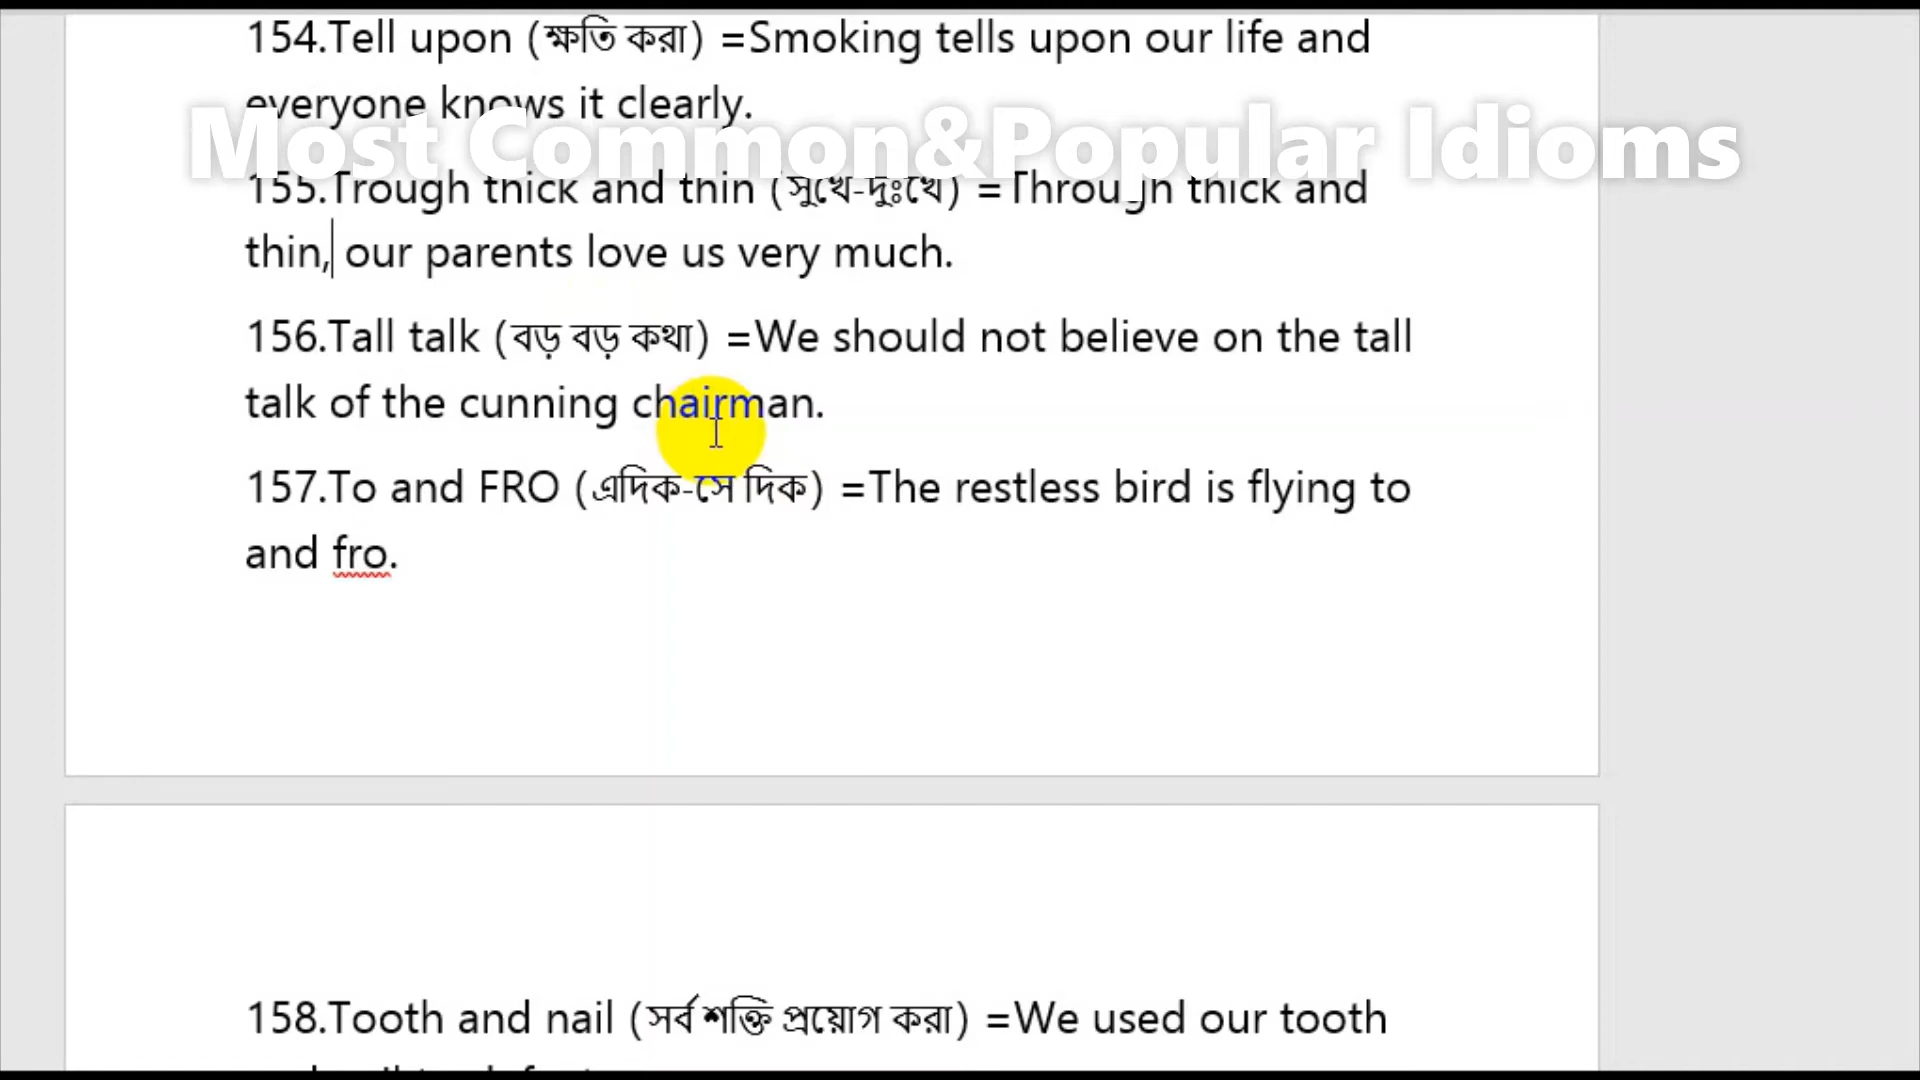 154.Tell upon (ক্ষতি করা) =Smoking tells upon our life and
everyone knows it clearly.
Most Common&Popular Idioms
155.Trough thick and thin (সুখে-দুঃখে) =Through thick and
thin, our parents love us very much.
156.Tall talk (বড় বড় কথা) =We should not believe on the tall
talk of the cunning chairman.
157.To and FRO (এদিক-সে দিক) =The restless bird is flying to
and fro.
158.Tooth and nail (সর্ব শক্তি প্রয়োগ করা) =We used our tooth